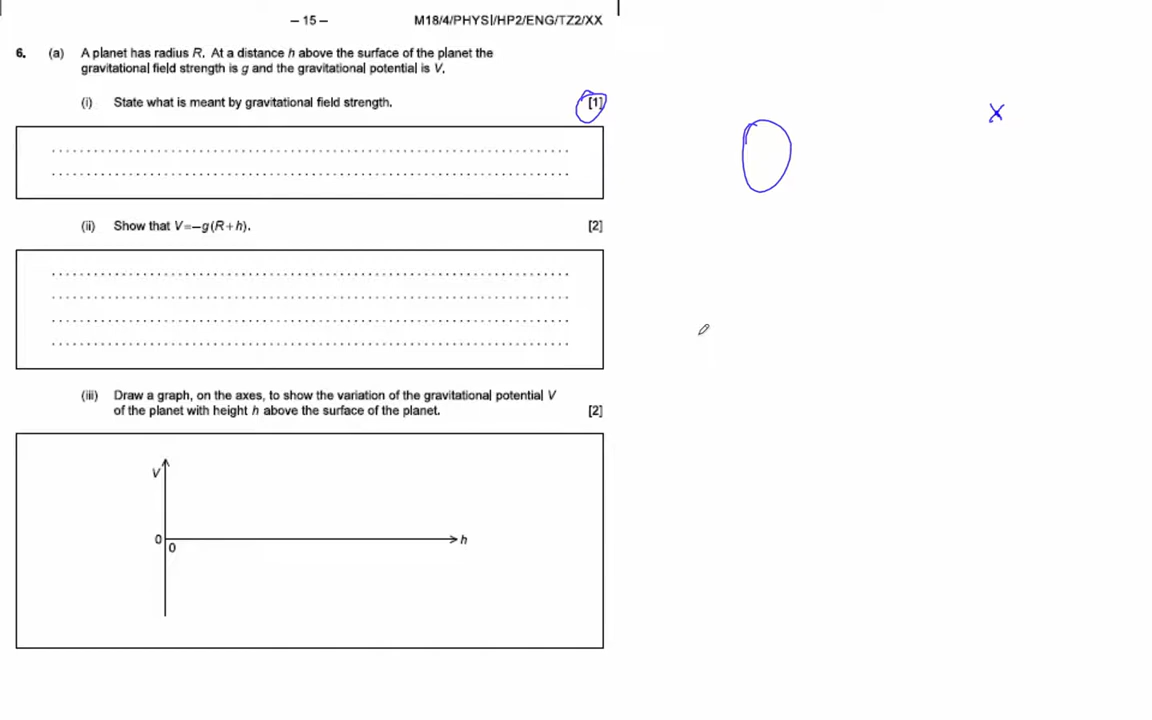 – 15 –
M18/4/PHYSI/HP2/ENG/TZ2/XX
6. (a) A planet has radius R. At a distance h above the surface of the planet the
gravitational field strength is g and the gravitational potential is V.
(i) State what is meant by gravitational field strength. [1]
(ii) Show that V=–g(R+h). [2]
(iii) Draw a graph, on the axes, to show the variation of the gravitational potential V
of the planet with height h above the surface of the planet. [2]
V
0
0
h
x